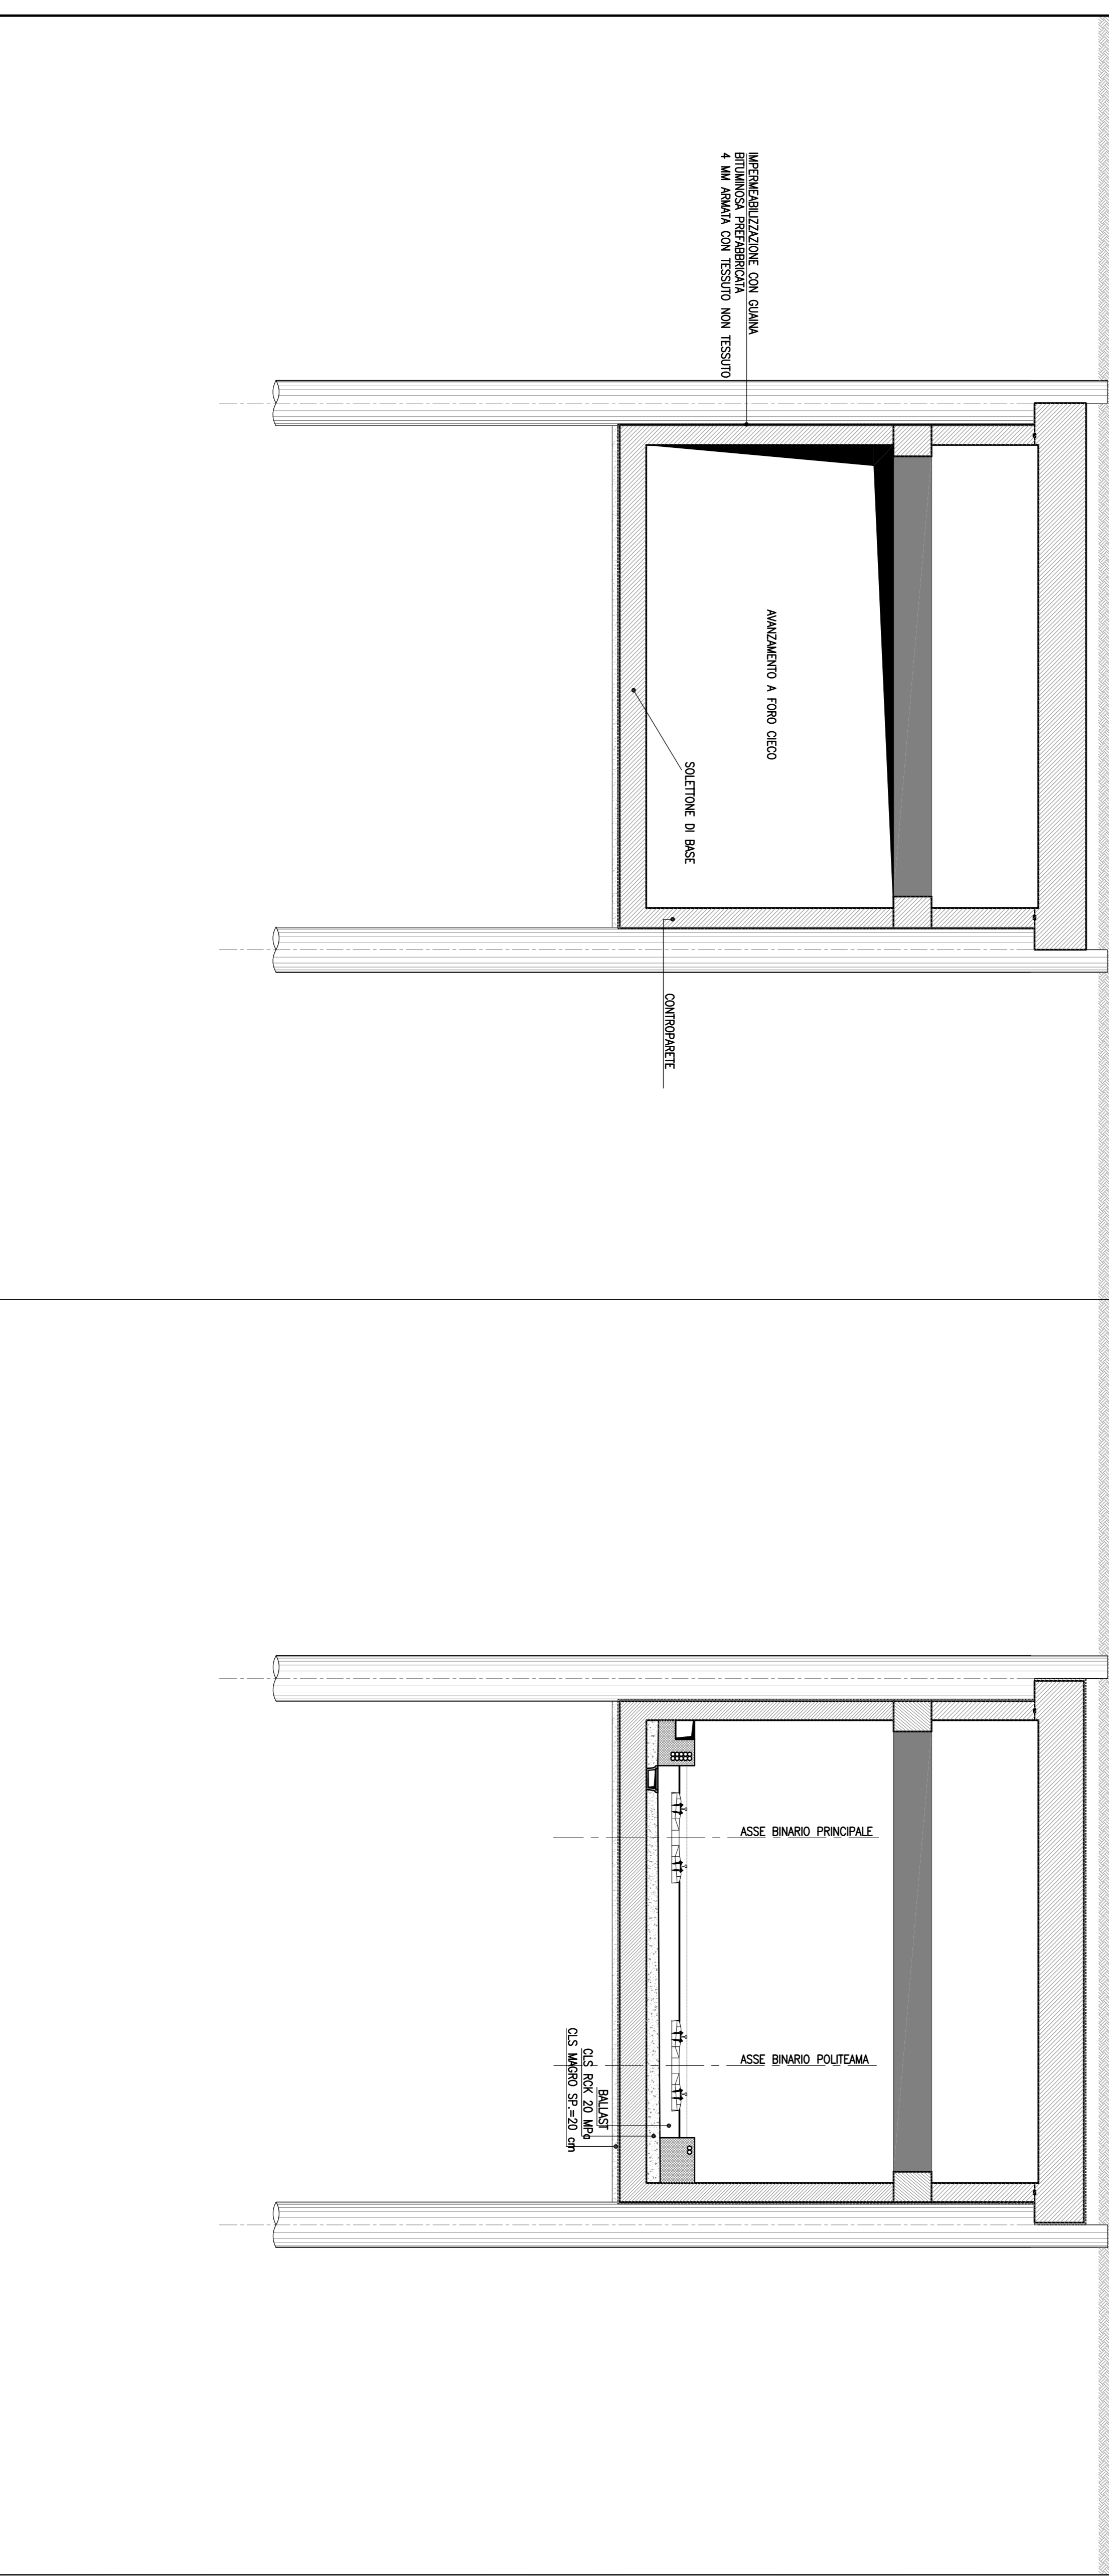 IMPERMEABILIZZAZIONE CON GUAINA
BITUMINOSA PREFABBRICATA
4 MM ARMATA CON TESSUTO NON TESSUTO
AVANZAMENTO A FORO CIECO
SOLETTONE DI BASE
CONTROPARETE
ASSE BINARIO PRINCIPALE
ASSE BINARIO POLITEAMA
BALLAST
CLS RCK 20 MPa
CLS MAGRO SP.=20 cm